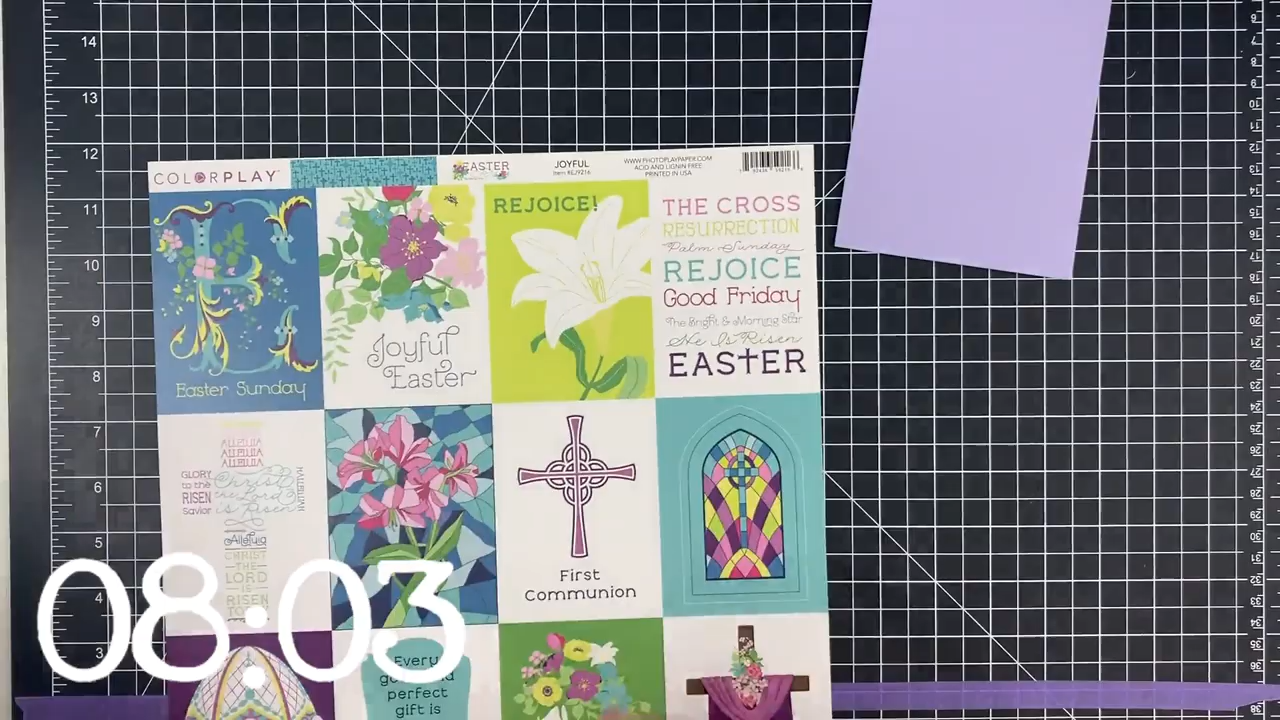 COLORPLAY
EASTER
JOYFUL
WWW.PHOTOPLAYPAPER.COM
ACID AND LIGNIN FREE
PRINTED IN USA
Easter Sunday
Joyful
Easter
REJOICE!
THE CROSS
RESURRECTION
Palm Sunday
REJOICE
Good Friday
The Bright & Morning Star
He Is Risen
EASTER
ALLELUIA
ALLELUIA
ALLELUIA
GLORY
to the
RISEN
Savior
Christ
the Lord
is Risen
Alleluia
CHRIST
THE
LORD
IS
RISEN
First
Communion
Every
perfect
gift is
08:03
14
13
12
11
10
9
8
7
6
5
4
3